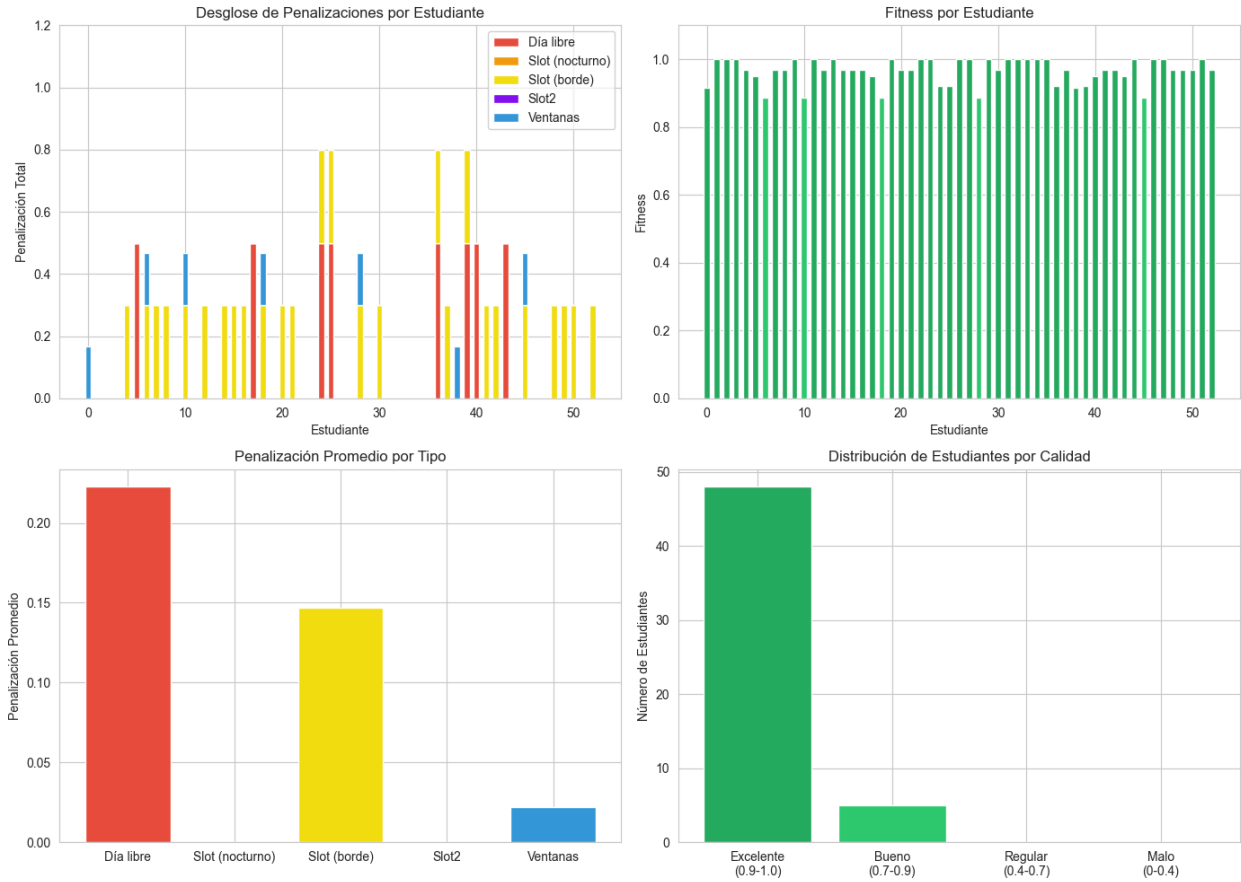 Desglose de Penalizaciones por Estudiante
1.2
1.0
0.8
0.6
0.4
0.2
0.0
Penalización Total
Día libre
Slot (nocturno)
Slot (borde)
Slot2
Ventanas
0 10 20 30 40 50
Estudiante
Fitness por Estudiante
1.0
0.8
0.6
0.4
0.2
0.0
Fitness
0 10 20 30 40 50
Estudiante
Penalización Promedio por Tipo
0.20
0.15
0.10
0.05
0.00
Penalización Promedio
Día libre Slot (nocturno) Slot (borde) Slot2 Ventanas
Distribución de Estudiantes por Calidad
50
40
30
20
10
0
Número de Estudiantes
Excelente Bueno Regular Malo
(0.9-1.0) (0.7-0.9) (0.4-0.7) (0-0.4)